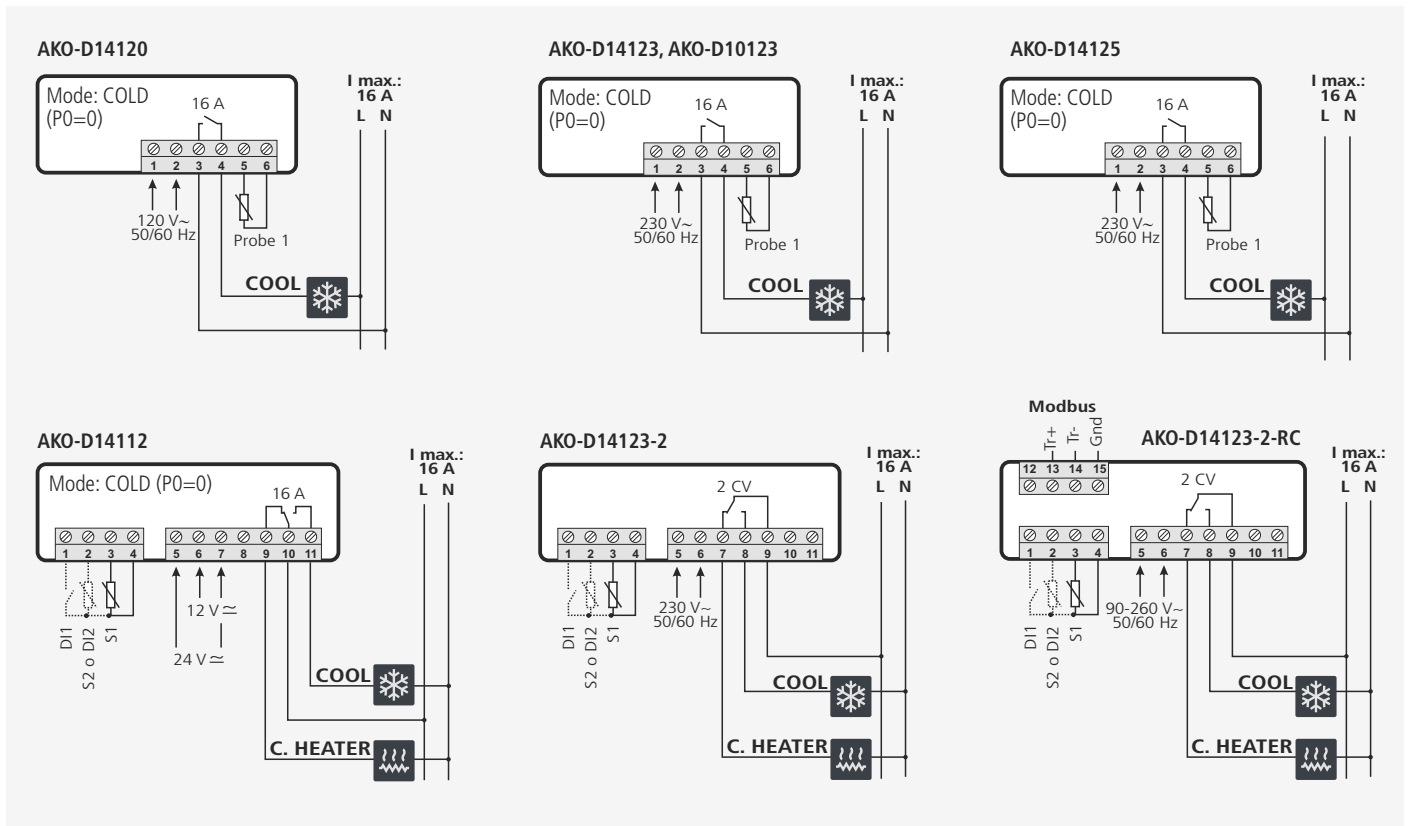 AKO-D14120
Mode: COLD
(P0=0)
16 A
I max.:
16 A
L N
1 2 3 4 5 6
120 V~
50/60 Hz
Probe 1
COOL
AKO-D14123, AKO-D10123
Mode: COLD
(P0=0)
16 A
I max.:
16 A
L N
1 2 3 4 5 6
230 V~
50/60 Hz
Probe 1
COOL
AKO-D14125
Mode: COLD
(P0=0)
16 A
I max.:
16 A
L N
1 2 3 4 5 6
230 V~
50/60 Hz
Probe 1
COOL
AKO-D14112
Mode: COLD (P0=0)
16 A
I max.:
16 A
L N
1 2 3 4 5 6 7 8 9 10 11
DI1
S2 o DI2
S1
12 V ≃
24 V ≃
COOL
C. HEATER
AKO-D14123-2
2 CV
I max.:
16 A
L N
1 2 3 4 5 6 7 8 9 10 11
DI1
S2 o DI2
S1
230 V~
50/60 Hz
COOL
C. HEATER
Modbus
Tr+
Tr-
Gnd
AKO-D14123-2-RC
12 13 14 15
2 CV
I max.:
16 A
L N
1 2 3 4 5 6 7 8 9 10 11
DI1
S2 o DI2
S1
90-260 V~
50/60 Hz
COOL
C. HEATER